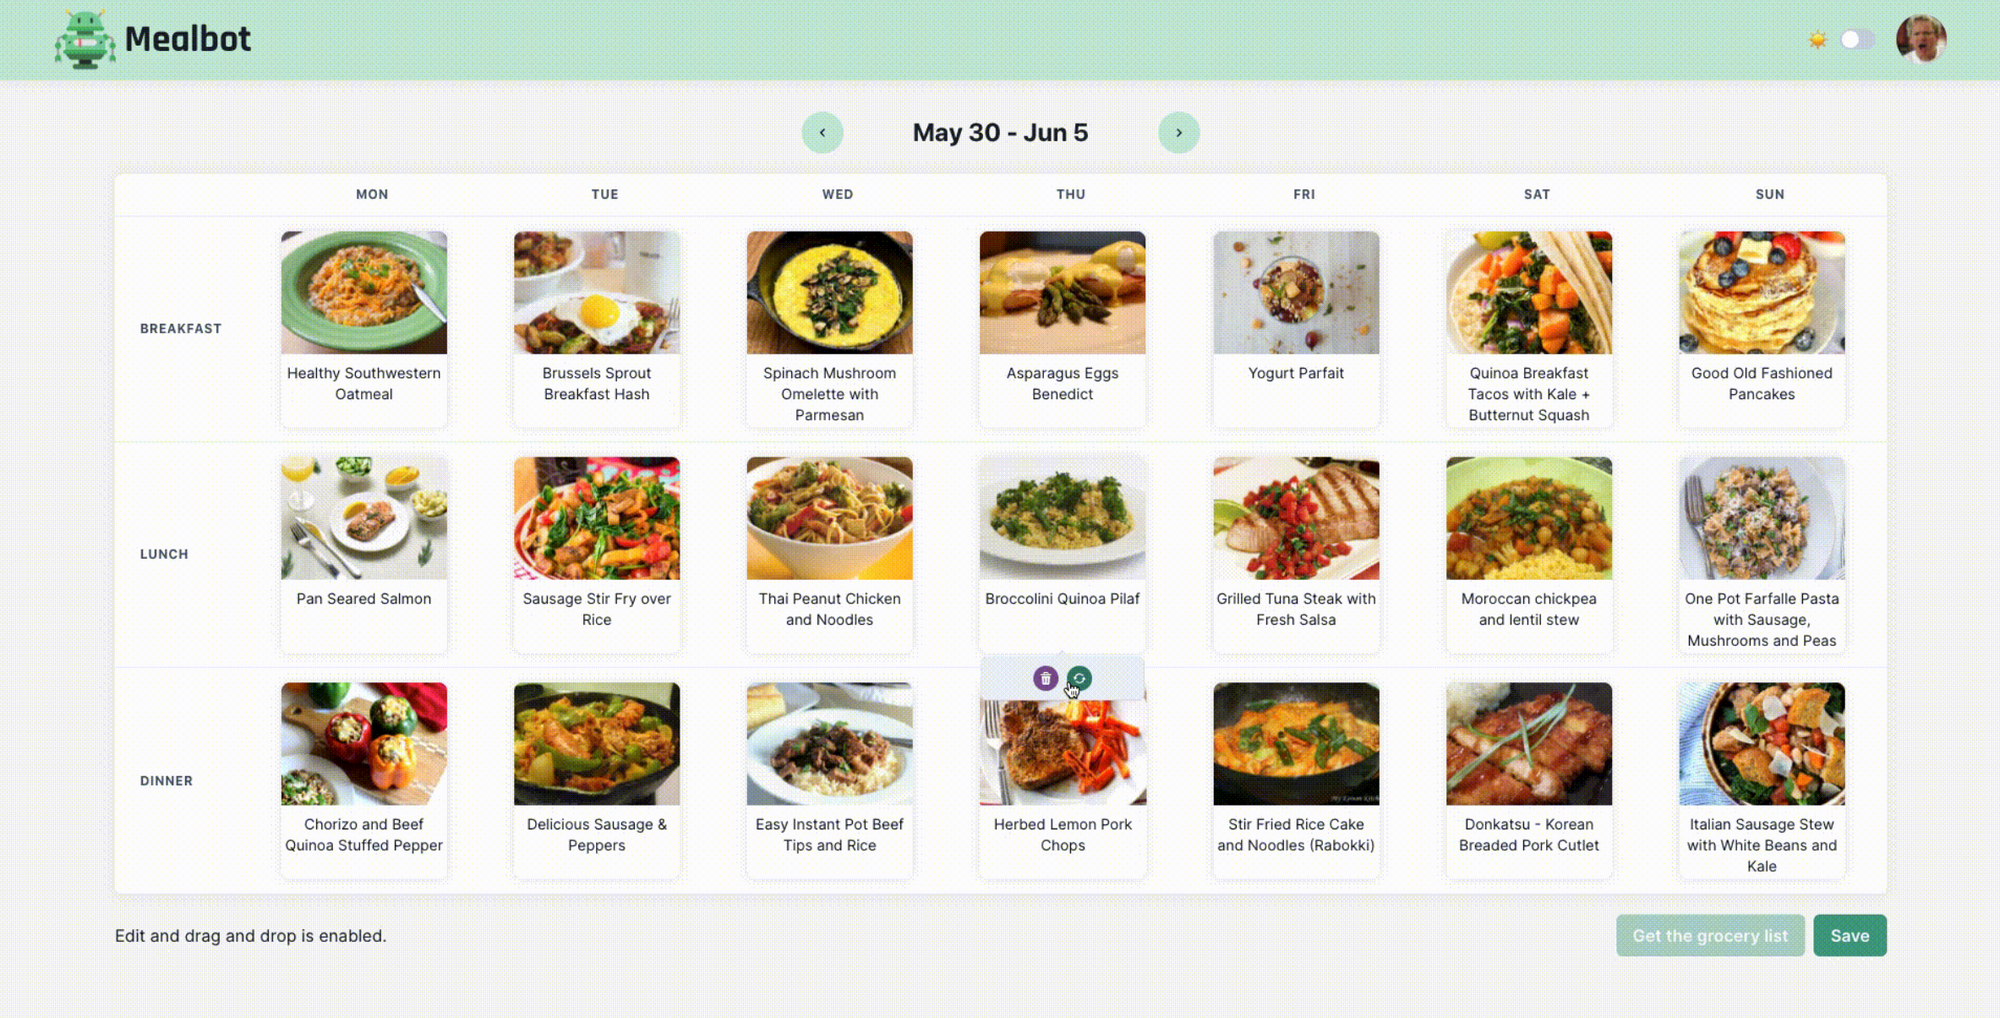 Mealbot
May 30 - Jun 5
MON TUE WED THU FRI SAT SUN
BREAKFAST
Healthy Southwestern
Oatmeal
Brussels Sprout
Breakfast Hash
Spinach Mushroom
Omelette with
Parmesan
Asparagus Eggs
Benedict
Yogurt Parfait
Quinoa Breakfast
Tacos with Kale +
Butternut Squash
Good Old Fashioned
Pancakes
LUNCH
Pan Seared Salmon
Sausage Stir Fry over
Rice
Thai Peanut Chicken
and Noodles
Broccolini Quinoa Pilaf
Grilled Tuna Steak with
Fresh Salsa
Moroccan chickpea
and lentil stew
One Pot Farfalle Pasta
with Sausage,
Mushrooms and Peas
DINNER
Chorizo and Beef
Quinoa Stuffed Pepper
Delicious Sausage &
Peppers
Easy Instant Pot Beef
Tips and Rice
Herbed Lemon Pork
Chops
Stir Fried Rice Cake
and Noodles (Rabokki)
Donkatsu - Korean
Breaded Pork Cutlet
Italian Sausage Stew
with White Beans and
Kale
Edit and drag and drop is enabled.
Get the grocery list
Save